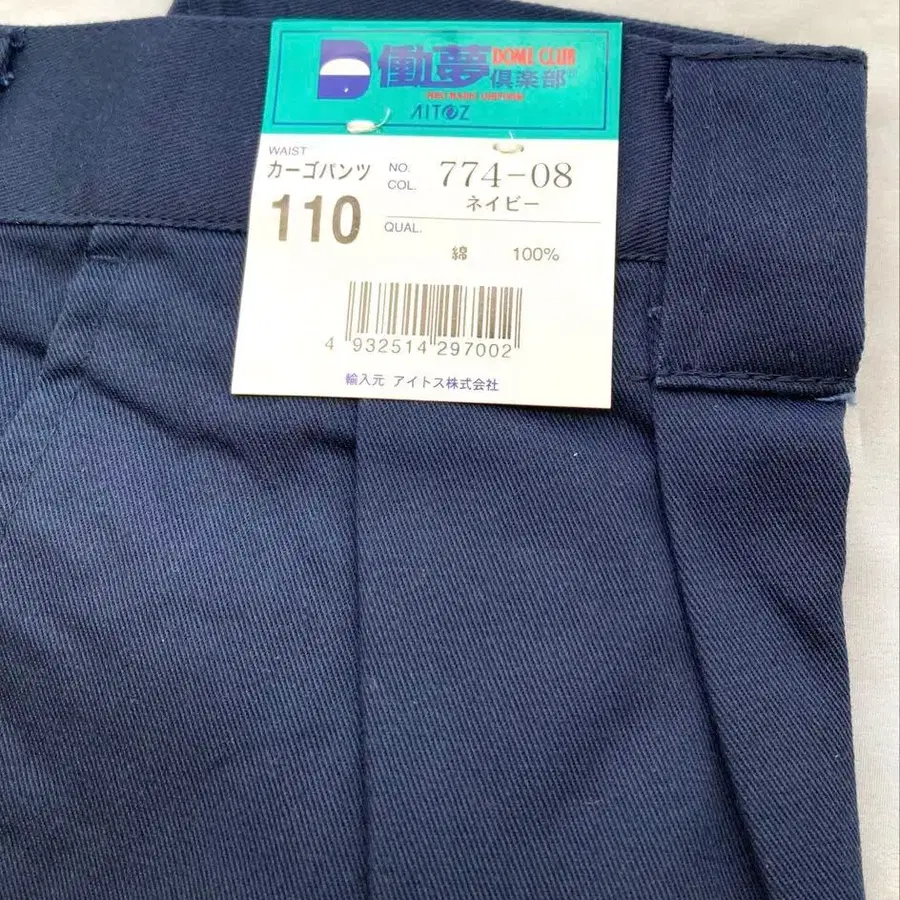 働夢 DOME CLUB
倶楽部
AITOZ
WAIST
カーゴパンツ
110
NO. 774-08
COL. ネイビー
QUAL.
綿 100%
4 932514 297002
輸入元 アイトス株式会社